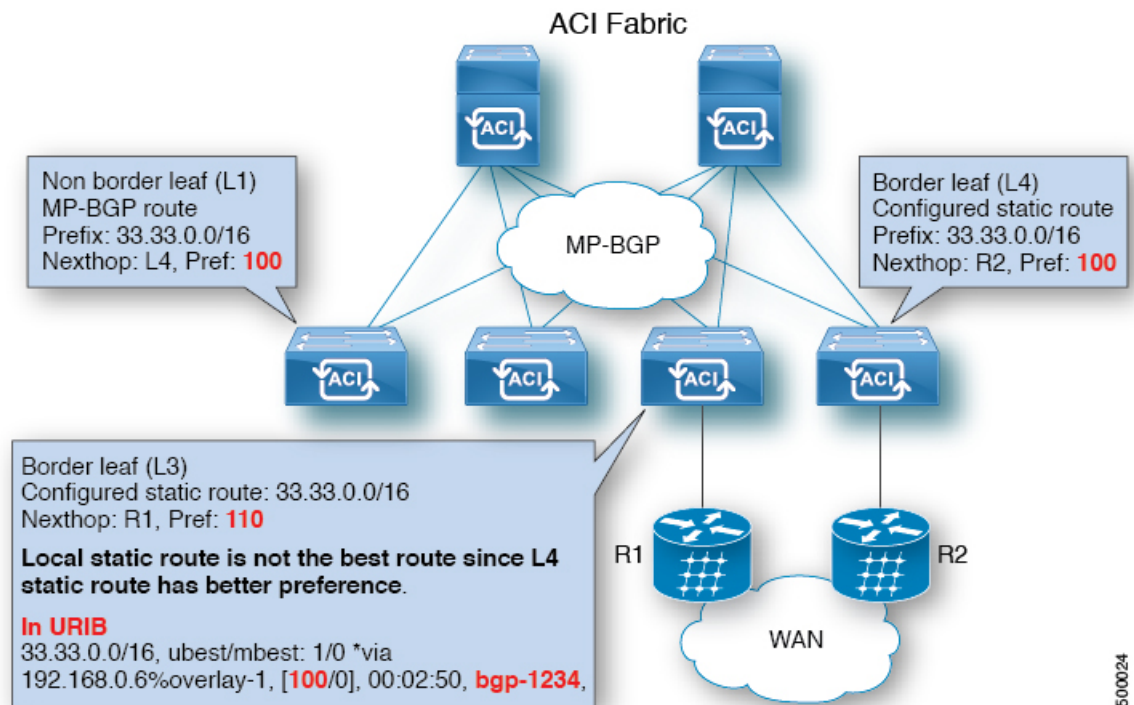 ACI Fabric
ACI
ACI
Non border leaf (L1)
MP-BGP route
Prefix: 33.33.0.0/16
Nexthop: L4, Pref: 100
MP-BGP
Border leaf (L4)
Configured static route
Prefix: 33.33.0.0/16
Nexthop: R2, Pref: 100
ACI
ACI
ACI
ACI
Border leaf (L3)
Configured static route: 33.33.0.0/16
Nexthop: R1, Pref: 110
Local static route is not the best route since L4
static route has better preference.
In URIB
33.33.0.0/16, ubest/mbest: 1/0 *via
192.168.0.6%overlay-1, [100/0], 00:02:50, bgp-1234,
R1
R2
WAN
500024